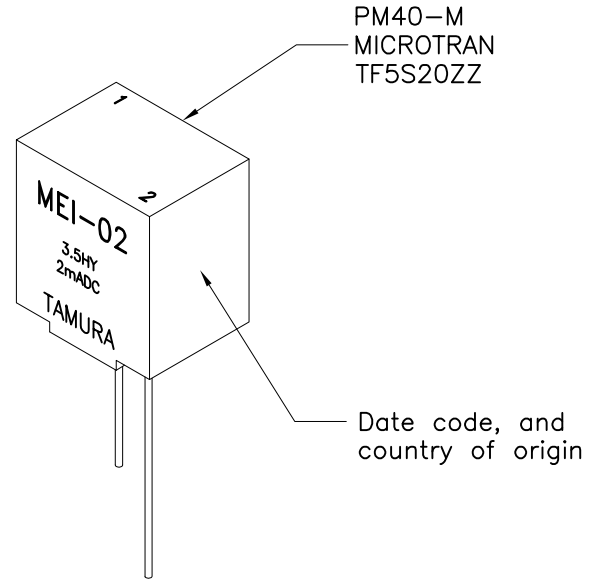 PM40-M
MICROTRAN
TF5S20ZZ
1
2
MEI-02
3.5HY
2mADC
TAMURA
Date code, and
country of origin